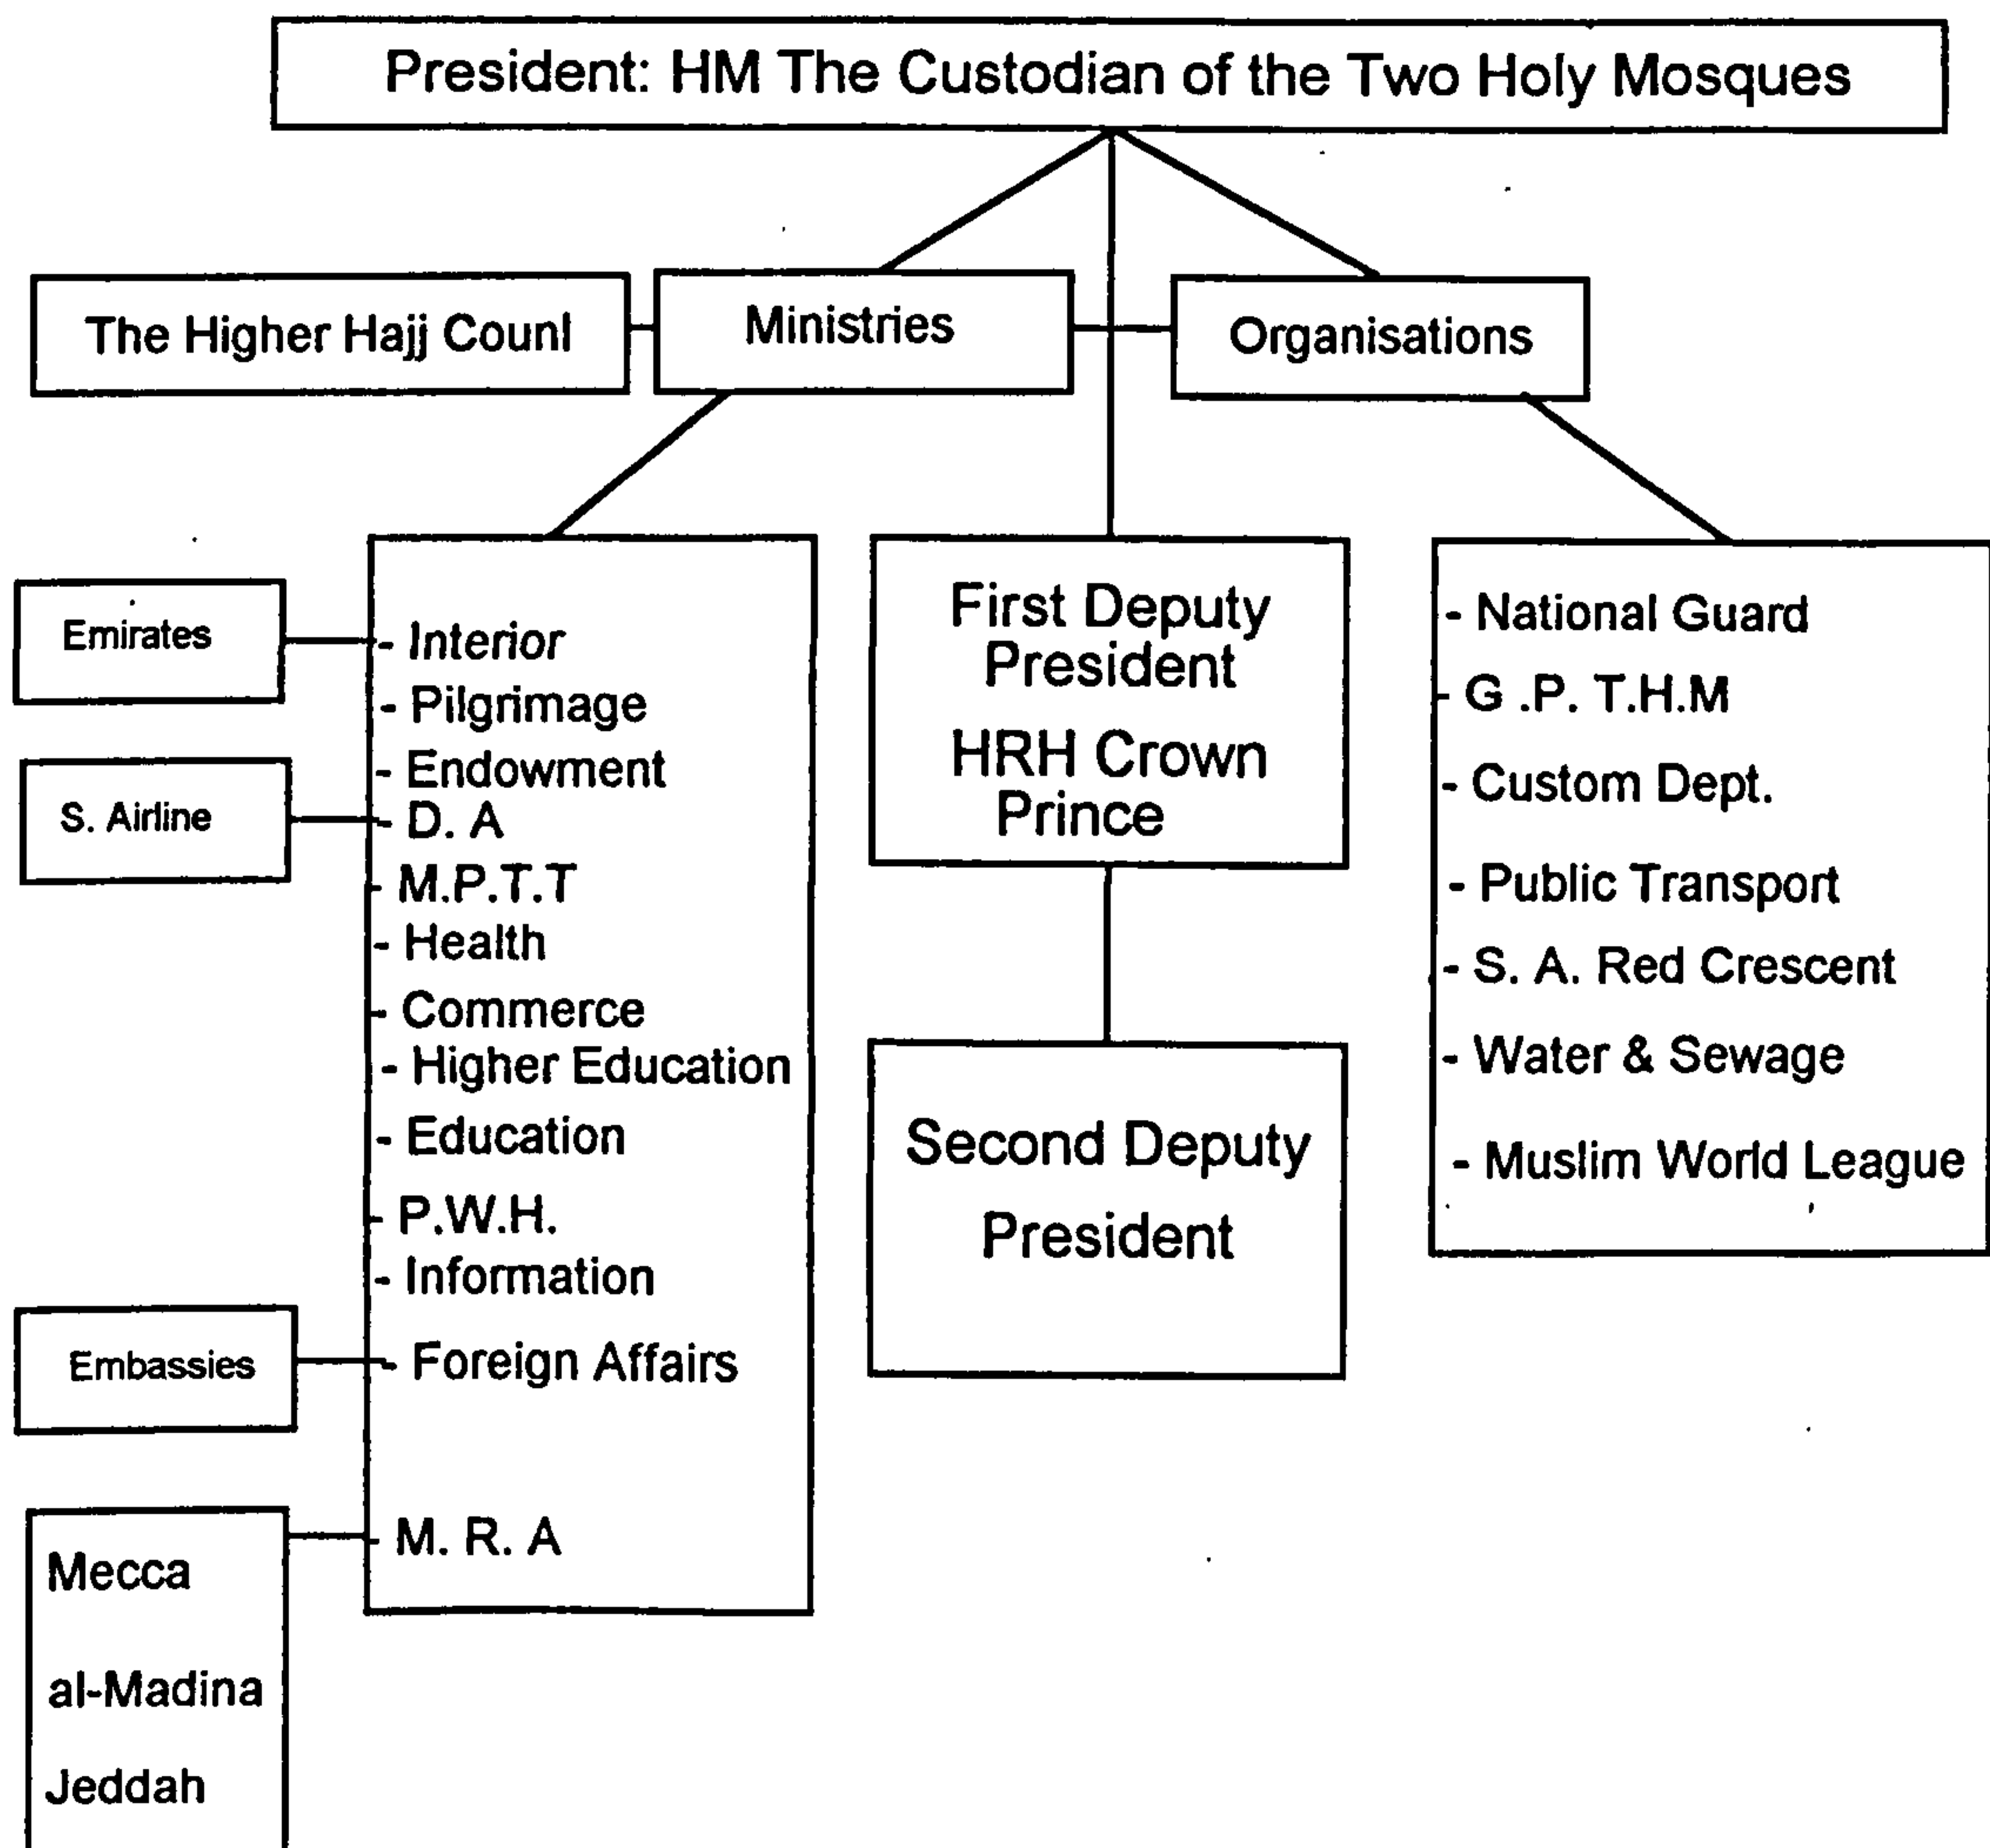 President: HM The Custodian of the Two Holy Mosques
The Higher Hajj Counl
Ministries
Organisations
Emirates
S. Airline
Embassies
Mecca
al-Madina
Jeddah
- Interior
- Pilgrimage
- Endowment
- D. A
- M.P.T.T
- Health
- Commerce
- Higher Education
- Education
- P.W.H.
- Information
- Foreign Affairs
- M. R. A
First Deputy
President
HRH Crown
Prince
Second Deputy
President
- National Guard
- G .P. T.H.M
- Custom Dept.
- Public Transport
- S. A. Red Crescent
- Water & Sewage
- Muslim World League